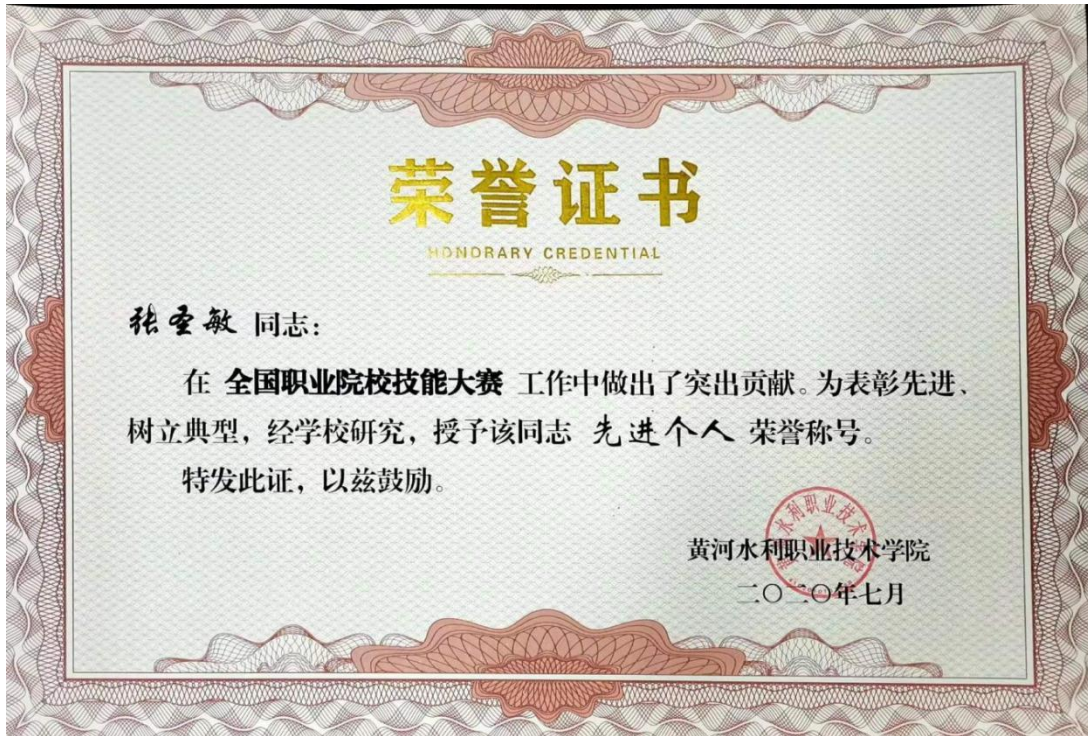 荣誉证书
HONORARY CREDENTIAL
张圣敏 同志:
在 全国职业院校技能大赛 工作中做出了突出贡献。为表彰先进、
树立典型，经学校研究，授予该同志 先进个人 荣誉称号。
特发此证，以兹鼓励。
黄河水利职业技术学院
二〇二〇年七月